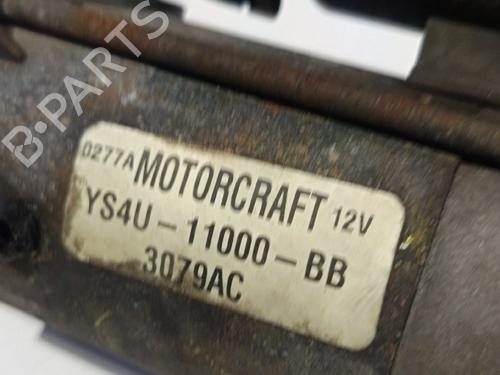 B-PARTS
0277A MOTORCRAFT 12V
YS4U-11000-BB
3079AC